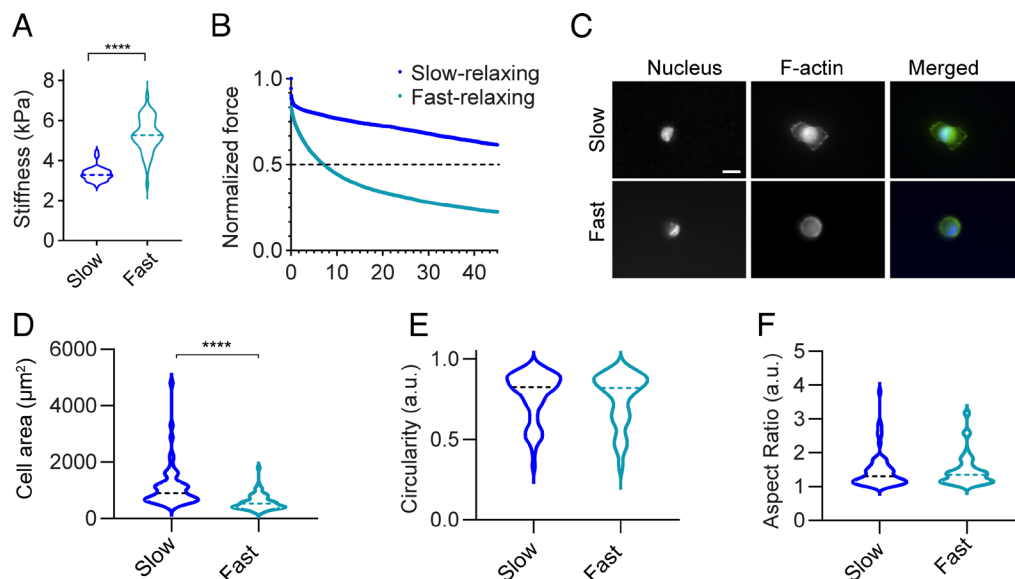 A
****
Stiffness (kPa)
8
6
4
2
0
Slow
Fast
B
Slow-relaxing
Fast-relaxing
Normalized force
1.0
0.5
0.0
0
10
20
30
40
C
Nucleus
F-actin
Merged
Slow
Fast
D
****
Cell area (μm²)
6000
4000
2000
0
Slow
Fast
E
Circularity (a.u.)
1.0
0.5
0.0
Slow
Fast
F
Aspect Ratio (a.u.)
5
4
3
2
1
0
Slow
Fast